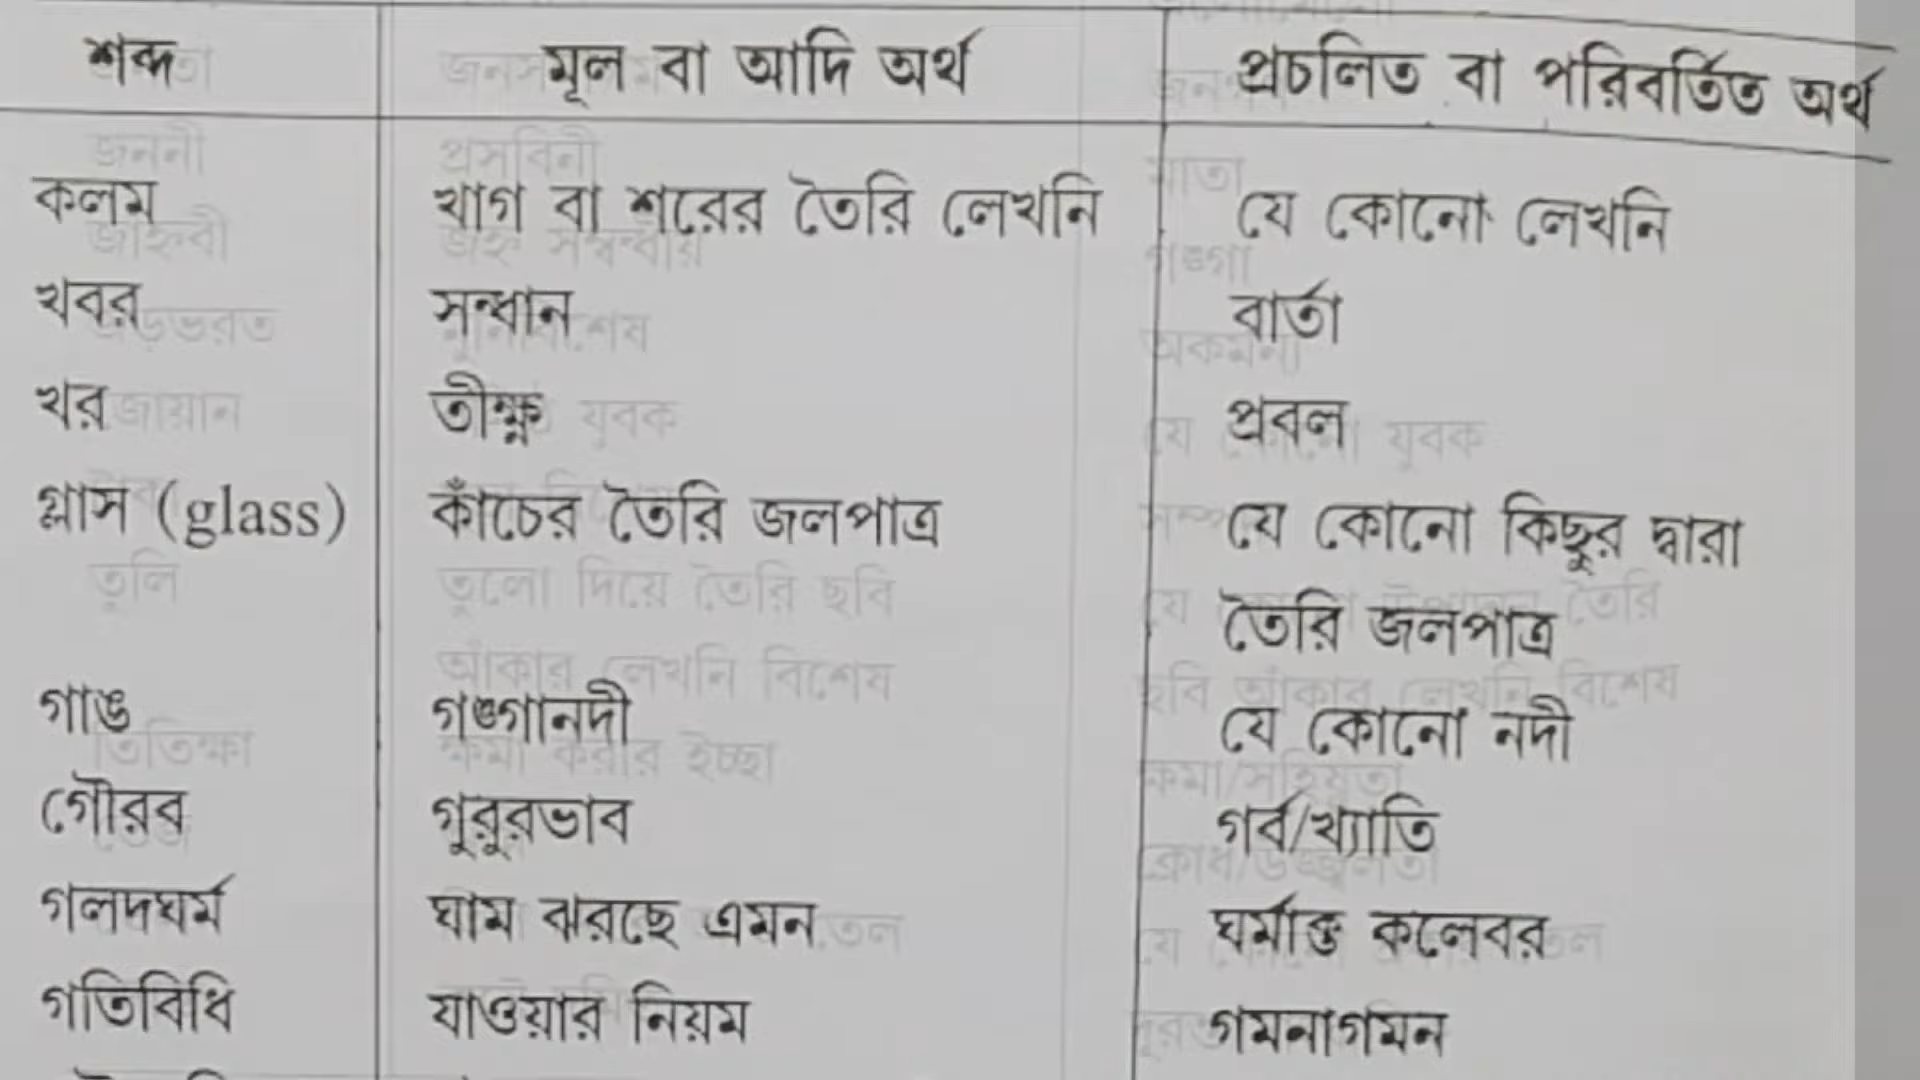 শব্দ মূল বা আদি অর্থ প্রচলিত বা পরিবর্তিত অর্থ
কলম খাগ বা শরের তৈরি লেখনি যে কোনো লেখনি
খবর সন্ধান বার্তা
খর তীক্ষ্ণ প্রবল
গ্লাস (glass) কাঁচের তৈরি জলপাত্র যে কোনো কিছুর দ্বারা
তৈরি জলপাত্র
গাঙ গঙ্গানদী যে কোনো নদী
গৌরব গুরুরভাব গর্ব/খ্যাতি
গলদঘর্ম ঘাম ঝরছে এমন ঘর্মাক্ত কলেবর
গতিবিধি যাওয়ার নিয়ম গমনাগমন